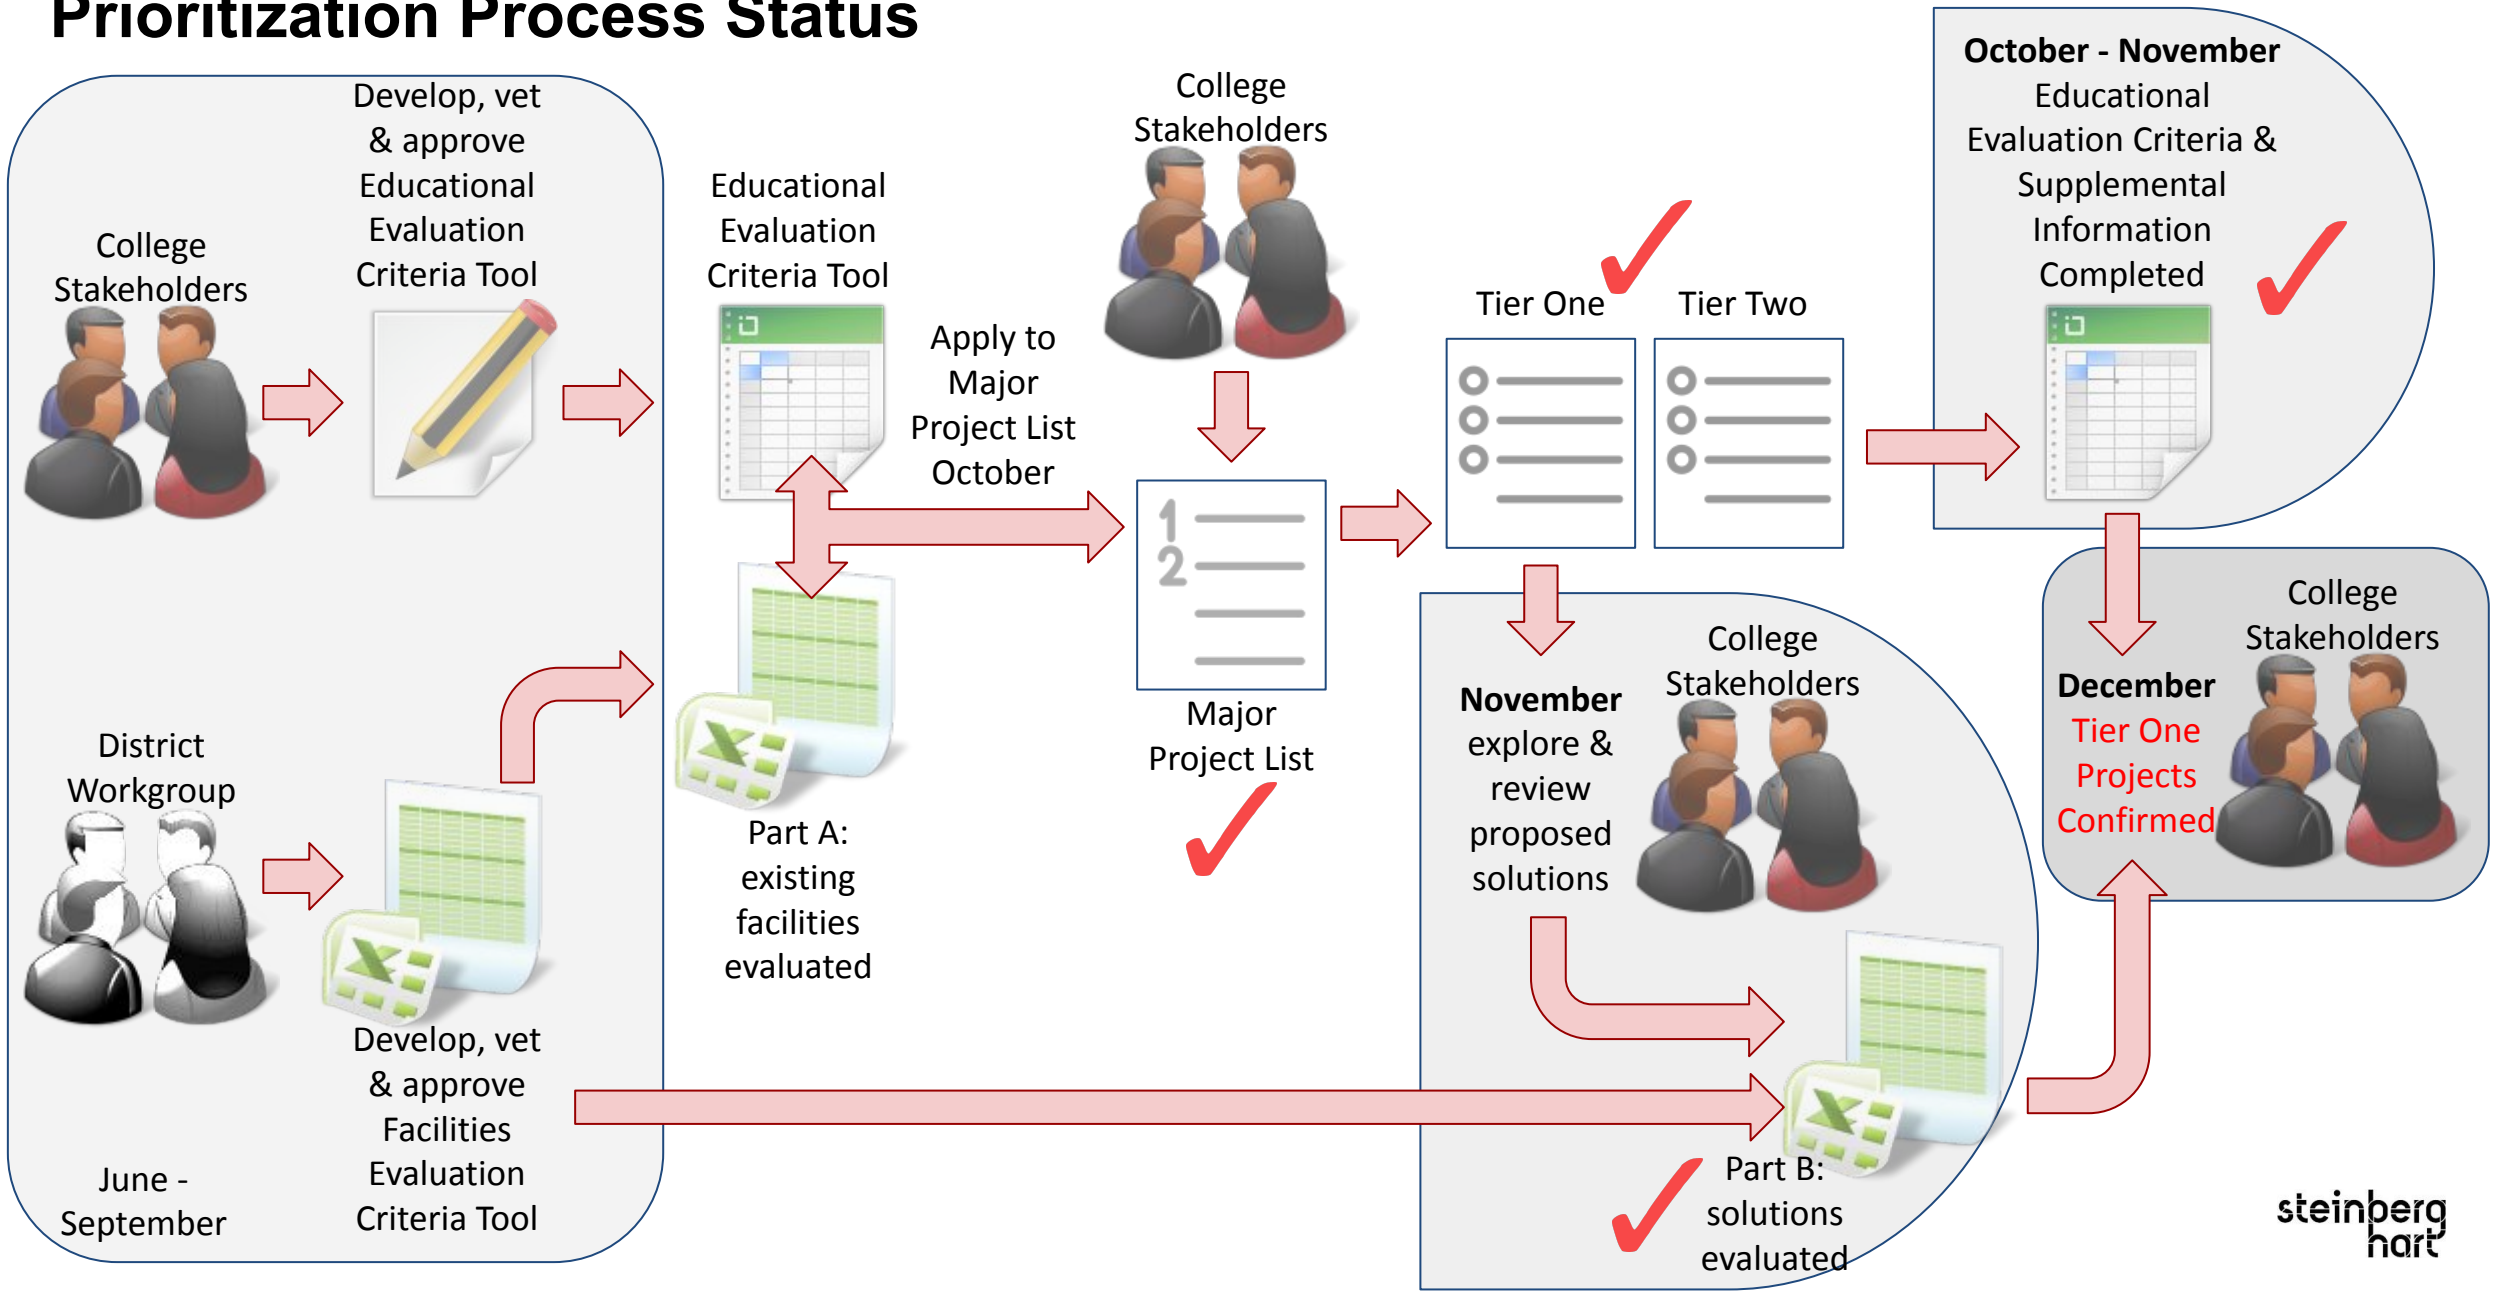 Prioritization Process Status
College
Stakeholders
Develop, vet
& approve
Educational
Evaluation
Criteria Tool
District
Workgroup
Develop, vet
& approve
Facilities
Evaluation
Criteria Tool
June -
September
Educational
Evaluation
Criteria Tool
Part A:
existing
facilities
evaluated
Apply to
Major
Project List
October
College
Stakeholders
1
2
Major
Project List
Tier One
Tier Two
November
explore &
review
proposed
solutions
College
Stakeholders
Part B:
solutions
evaluated
October - November
Educational
Evaluation Criteria &
Supplemental
Information
Completed
December
Tier One
Projects
Confirmed
College
Stakeholders
steinberg
hart